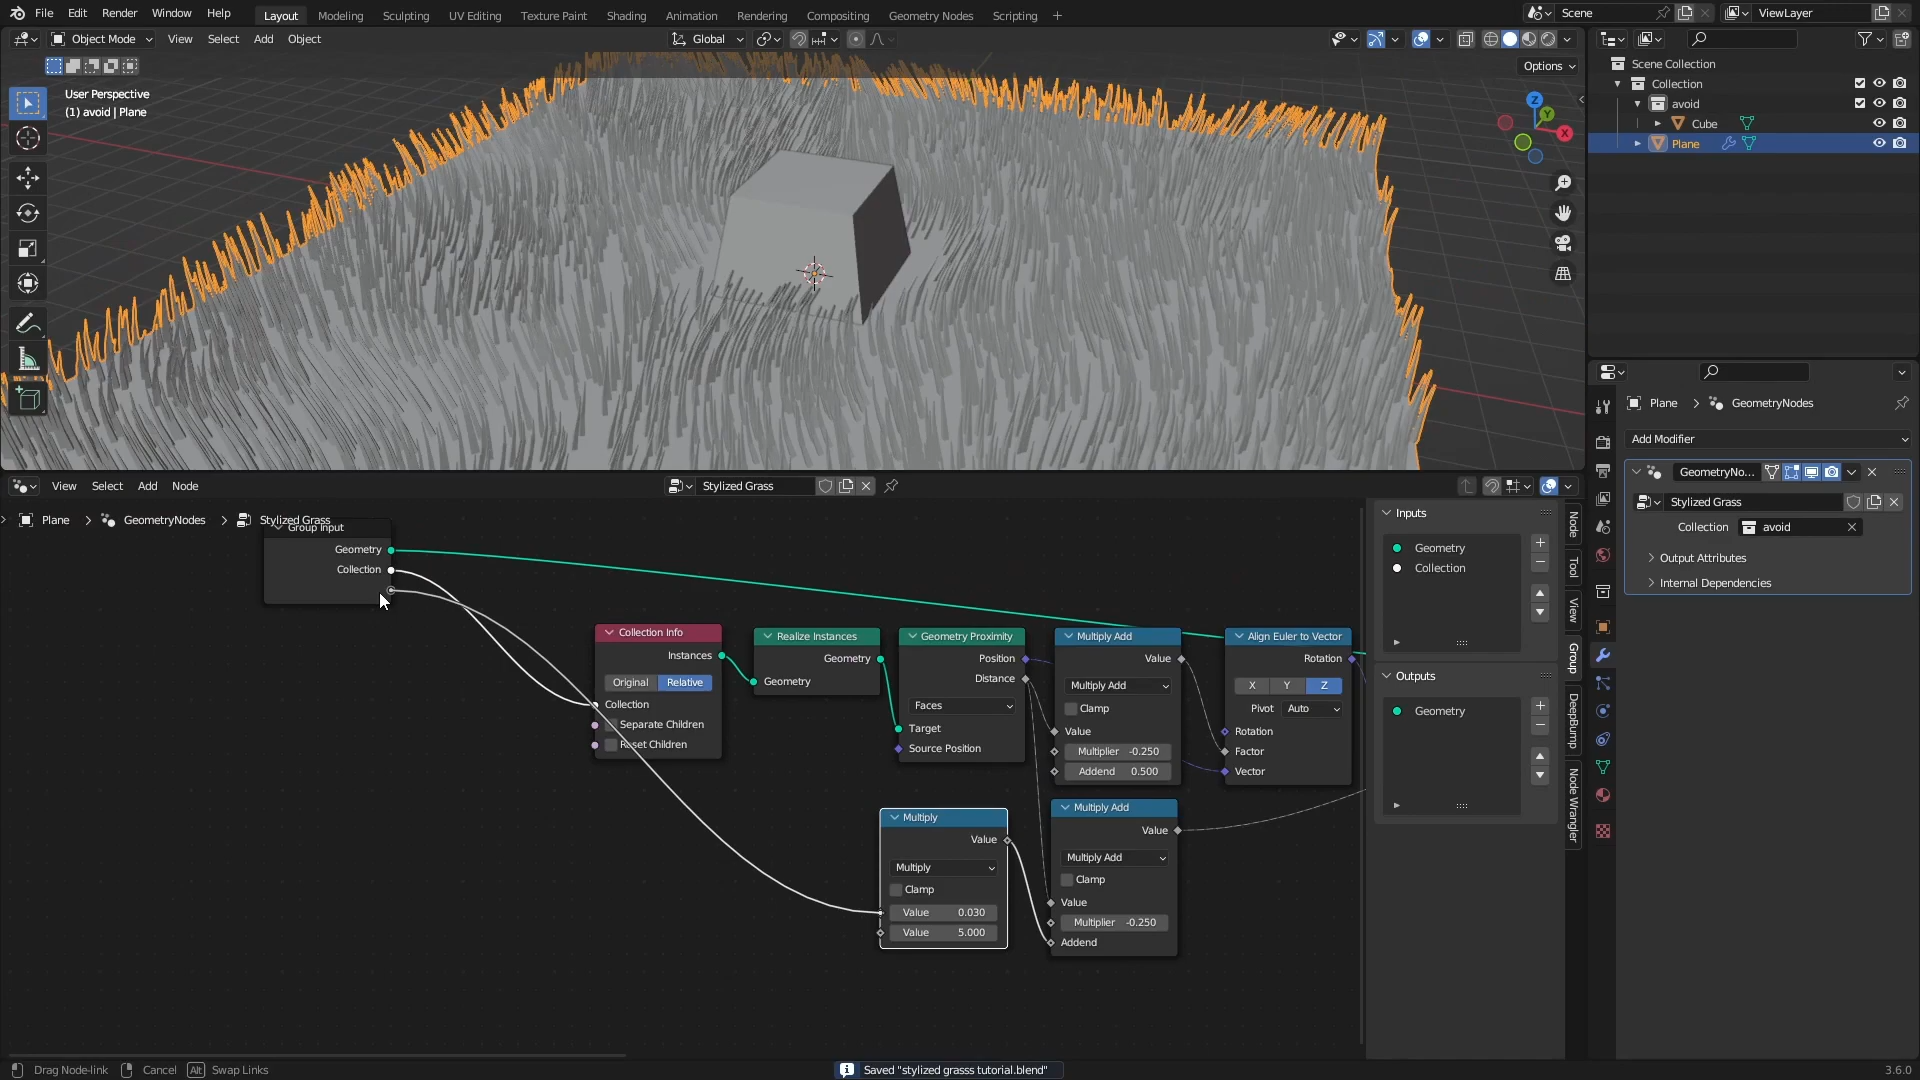 File Edit Render Window Help
Layout Modeling Sculpting UV Editing Texture Paint Shading Animation Rendering Compositing Geometry Nodes Scripting +
Scene
ViewLayer
Object Mode View Select Add Object
Global
Options
User Perspective
(1) avoid | Plane
Z
Y
X
Scene Collection
Collection
avoid
Cube
Plane
Plane > GeometryNodes
Add Modifier
GeometryNo...
Stylized Grass
Collection avoid
Output Attributes
Internal Dependencies
View Select Add Node
Stylized Grass
Plane > GeometryNodes > Stylized Grass
Group Input
Geometry
Collection
Collection Info
Instances
Original Relative
Collection
Separate Children
Reset Children
Realize Instances
Geometry
Geometry
Geometry Proximity
Position
Distance
Faces
Target
Source Position
Multiply Add
Value
Multiply Add
Clamp
Value
Multiplier -0.250
Addend 0.500
Align Euler to Vector
Rotation
X Y Z
Pivot Auto
Rotation
Factor
Vector
Multiply
Value
Multiply
Clamp
Value 0.030
Value 5.000
Multiply Add
Value
Multiply Add
Clamp
Value
Multiplier -0.250
Addend
Inputs
Geometry
Collection
Outputs
Geometry
Node
Tool
View
Group
DeepBump
Node Wrangler
Drag Node-link Cancel Alt Swap Links
Saved "stylized grasss tutorial.blend"
3.6.0